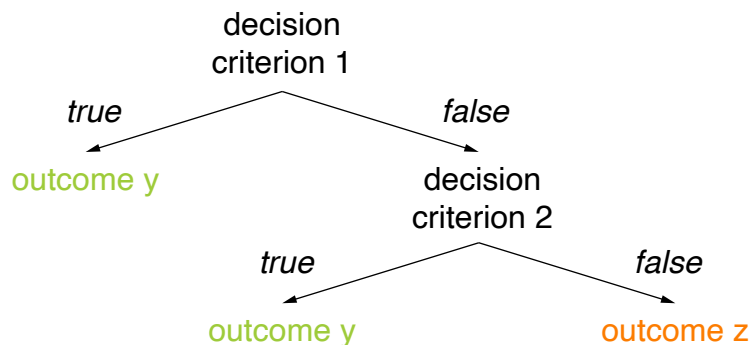 decision
criterion 1
true
false
outcome y
decision
criterion 2
true
false
outcome y
outcome z